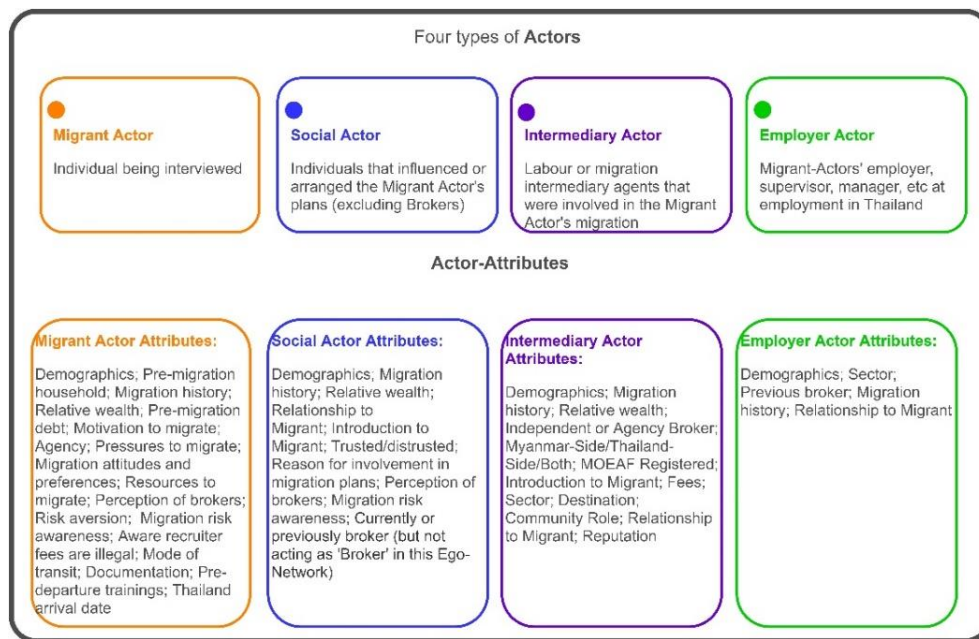 Four types of Actors
Migrant Actor
Individual being interviewed
Social Actor
Individuals that influenced or
arranged the Migrant Actor's
plans (excluding Brokers)
Intermediary Actor
Labour or migration
intermediary agents that
were involved in the Migrant
Actor's migration
Employer Actor
Migrant-Actors' employer,
supervisor, manager, etc at
employment in Thailand
Actor-Attributes
Migrant Actor Attributes:
Demographics; Pre-migration
household; Migration history;
Relative wealth; Pre-migration
debt; Motivation to migrate;
Agency; Pressures to migrate;
Migration attitudes and
preferences; Resources to
migrate; Perception of brokers;
Risk aversion; Migration risk
awareness; Aware recruiter
fees are illegal; Mode of
transit; Documentation; Pre-
departure trainings; Thailand
arrival date
Social Actor Attributes:
Demographics; Migration
history; Relative wealth;
Relationship to
Migrant; Introduction to
Migrant; Trusted/distrusted;
Reason for involvement in
migration plans; Perception of
brokers; Migration risk
awareness; Currently or
previously broker (but not
acting as 'Broker' in this Ego-
Network)
Intermediary Actor
Attributes:
Demographics; Migration
history; Relative wealth;
Independent or Agency Broker;
Myanmar-Side/Thailand-
Side/Both; MOEAF Registered;
Introduction to Migrant; Fees;
Sector; Destination;
Community Role; Relationship
to Migrant; Reputation
Employer Actor Attributes:
Demographics; Sector;
Previous broker; Migration
history; Relationship to Migrant